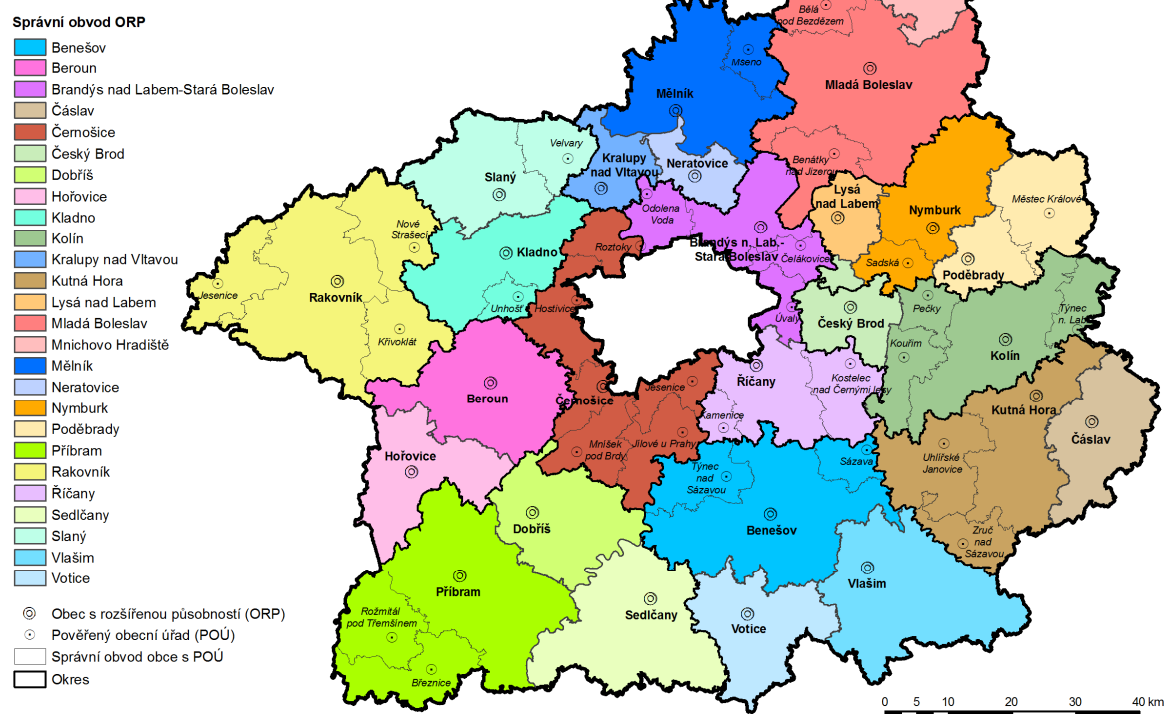 Správní obvod ORP
Benešov
Beroun
Brandýs nad Labem-Stará Boleslav
Čáslav
Černošice
Český Brod
Dobříš
Hořovice
Kladno
Kolín
Kralupy nad Vltavou
Kutná Hora
Lysá nad Labem
Mladá Boleslav
Mnichovo Hradiště
Mělník
Neratovice
Nymburk
Poděbrady
Příbram
Rakovník
Říčany
Sedlčany
Slaný
Vlašim
Votice
Obec s rozšířenou působností (ORP)
Pověřený obecní úřad (POÚ)
Správní obvod obce s POÚ
Okres
Bělá
pod Bezdězem
Mšeno
Mladá Boleslav
Mělník
Velvary
Kralupy
nad Vltavou
Neratovice
Benátky
nad Jizerou
Slaný
Lysá
nad Labem
Městec Králové
Odolena
Voda
Nymburk
Nové
Strašecí
Kladno
Roztoky
Brandýs n. Lab.-
Stará Boleslav
Čelákovice
Sadská
Poděbrady
Jesenice
Rakovník
Unhošť
Hostivice
Úvaly
Český Brod
Pečky
Týnec
n. Lab.
Křivoklát
Kouřim
Kolín
Beroun
Černošice
Jesenice
Říčany
Kostelec
nad Černými lesy
Kutná Hora
Kamenice
Čáslav
Hořovice
Mníšek
pod Brdy
Jílové u Prahy
Týnec
nad
Sázavou
Sázava
Uhlířské
Janovice
Dobříš
Benešov
Zruč
nad
Sázavou
Příbram
Vlašim
Rožmitál
pod Třemšínem
Sedlčany
Votice
Březnice
0 5 10 20 30 40 km